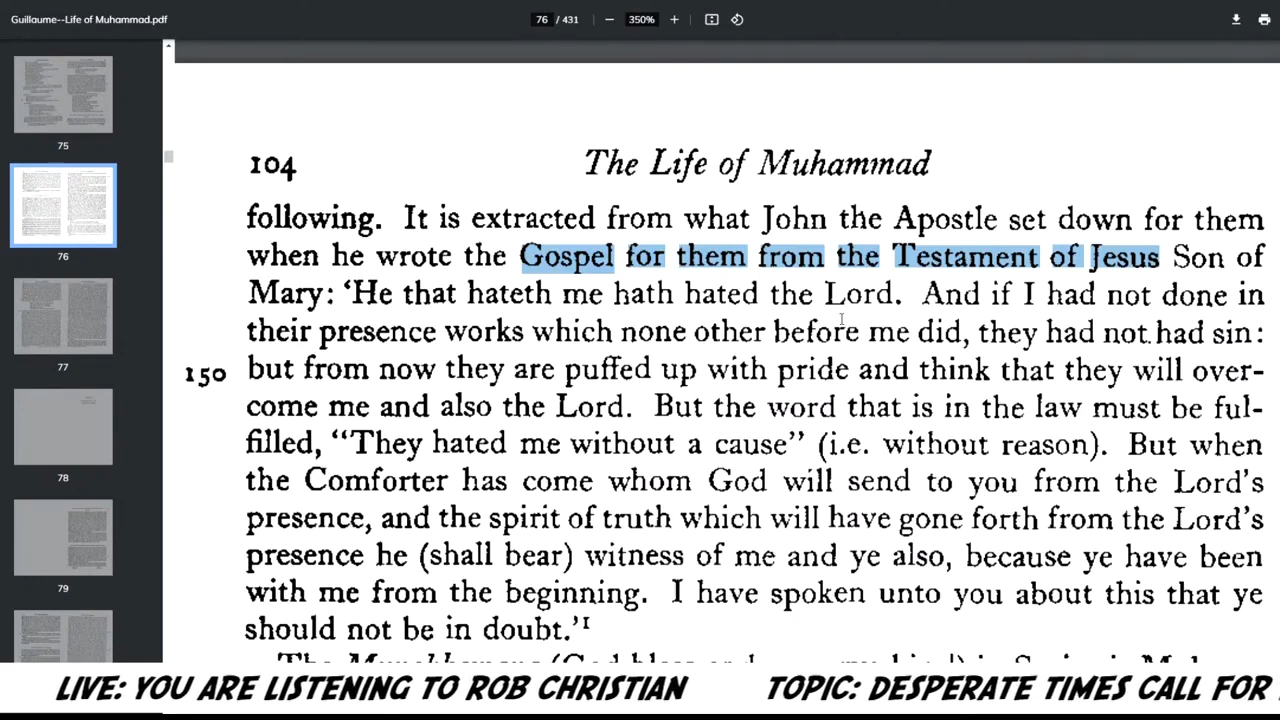 Guillaume--Life of Muhammad.pdf
76 / 431
350%
75
76
77
78
79
104 The Life of Muhammad
following. It is extracted from what John the Apostle set down for them
when he wrote the Gospel for them from the Testament of Jesus Son of
Mary: ‘He that hateth me hath hated the Lord. And if I had not done in
their presence works which none other before me did, they had not had sin:
150 but from now they are puffed up with pride and think that they will over-
come me and also the Lord. But the word that is in the law must be ful-
filled, “They hated me without a cause” (i.e. without reason). But when
the Comforter has come whom God will send to you from the Lord’s
presence, and the spirit of truth which will have gone forth from the Lord’s
presence he (shall bear) witness of me and ye also, because ye have been
with me from the beginning. I have spoken unto you about this that ye
should not be in doubt.’¹
LIVE: YOU ARE LISTENING TO ROB CHRISTIAN TOPIC: DESPERATE TIMES CALL FOR